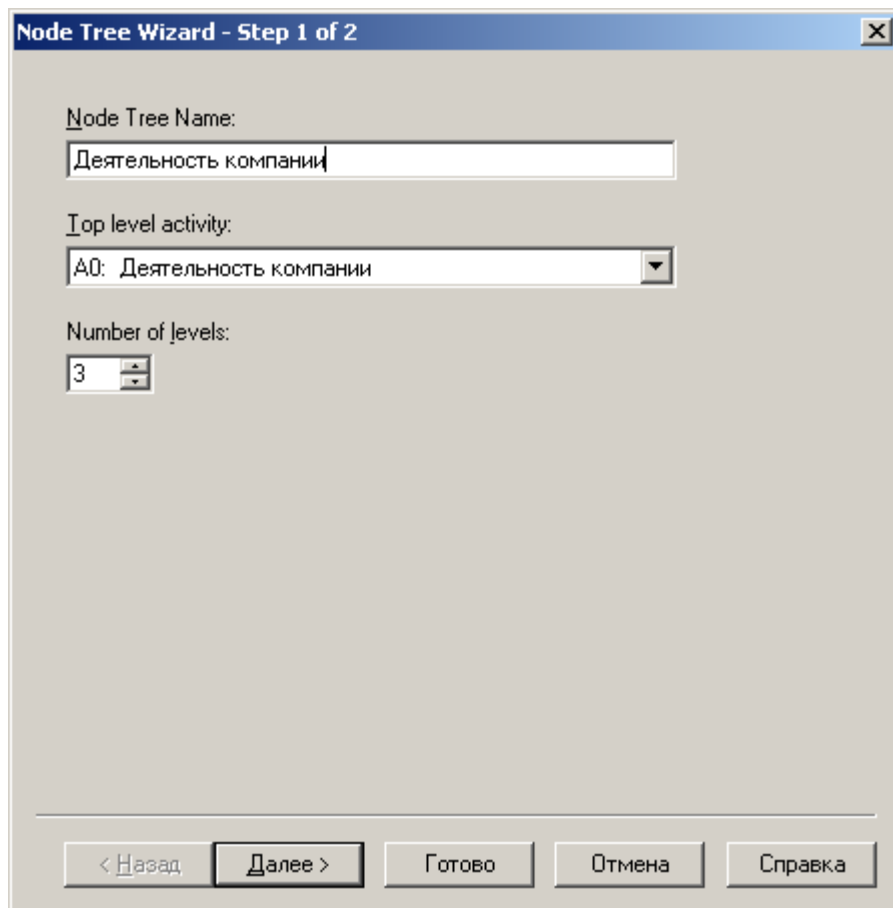 Node Tree Wizard - Step 1 of 2
Node Tree Name:
Деятельность компании
Top level activity:
A0: Деятельность компании
Number of levels:
3
< Назад Далее > Готово Отмена Справка